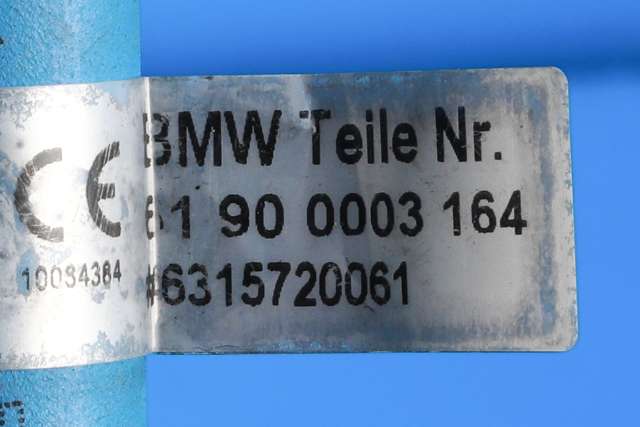 BMW Teile Nr.
61 90 0003 164
CE
10034384
#6315720061